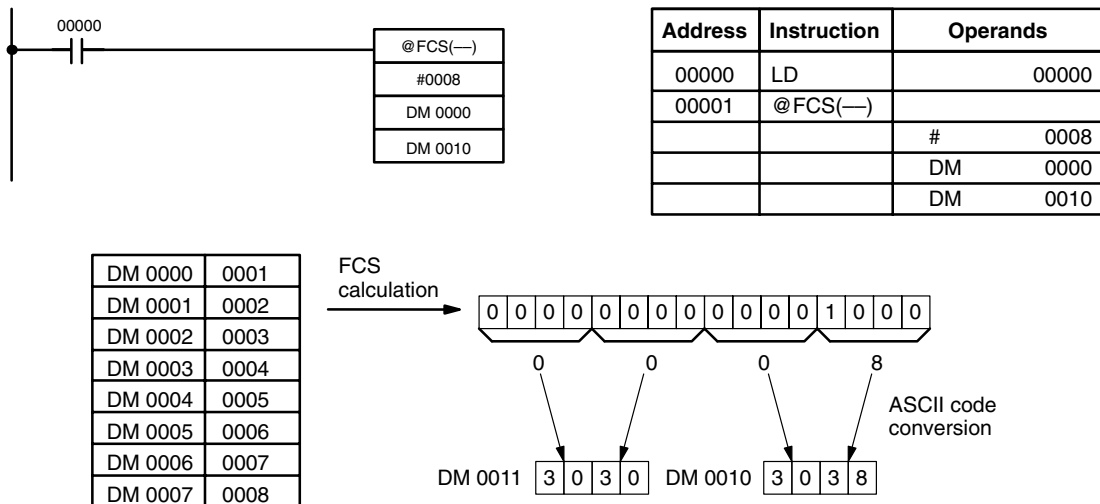 00000
@FCS(—)
#0008
DM 0000
DM 0010
Address Instruction Operands
00000 LD 00000
00001 @FCS(—)
# 0008
DM 0000
DM 0010
DM 0000 0001
DM 0001 0002
DM 0002 0003
DM 0003 0004
DM 0004 0005
DM 0005 0006
DM 0006 0007
DM 0007 0008
FCS
calculation
0 0 0 0 0 0 0 0 0 0 0 0 1 0 0 0
0 0 0 8
ASCII code
conversion
DM 0011 3 0 3 0 DM 0010 3 0 3 8